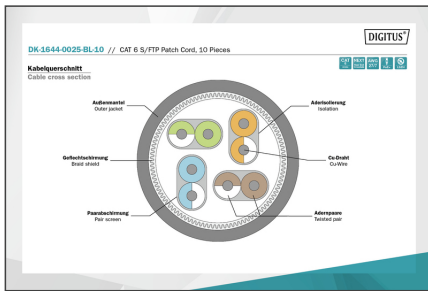 DIGITUS®
DK-1644-0025-BL-10 // CAT 6 S/FTP Patch Cord, 10 Pieces
Kabelquerschnitt
Cable cross section
Außenmantel
Outer jacket
Aderisolierung
Isolation
Geflechtschirmung
Braid shield
Cu-Draht
Cu-Wire
Paarabschirmung
Pair screen
Adernpaare
Twisted pair